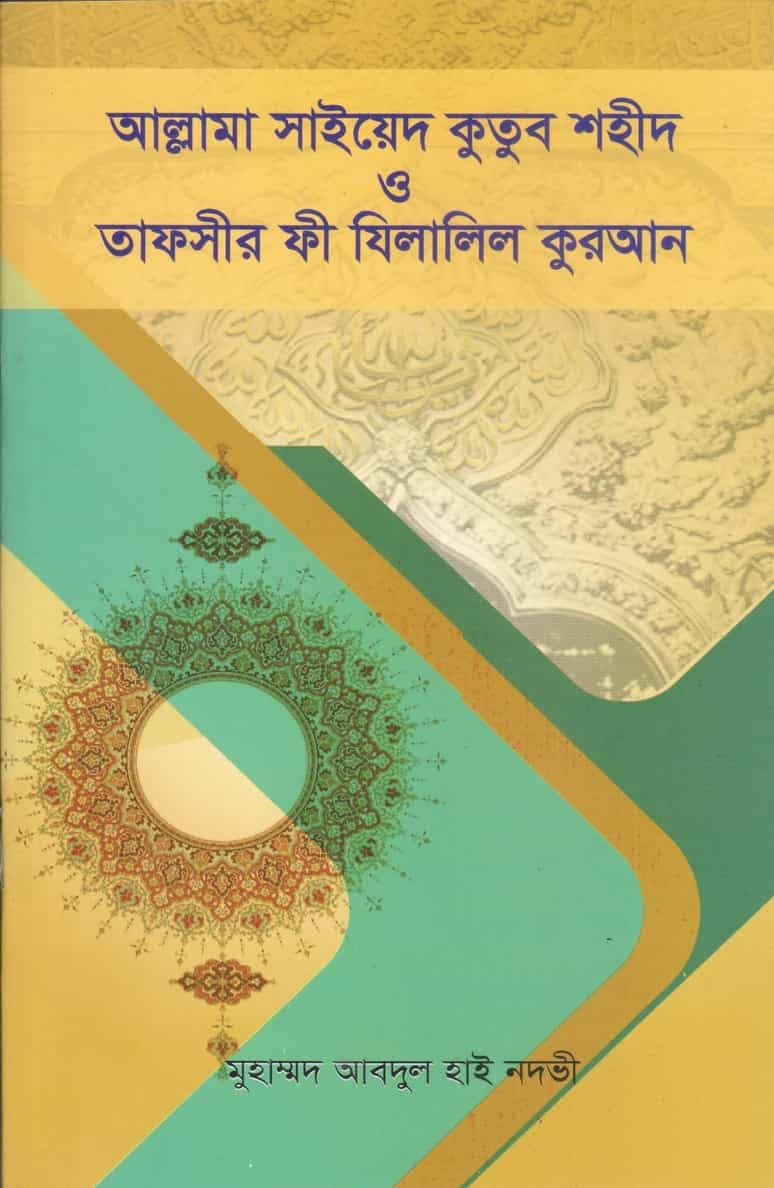 আল্লামা সাইয়েদ কুতুব শহীদ
ও
তাফসীর ফী যিলালিল কুরআন
মুহাম্মদ আবদুল হাই নদভী